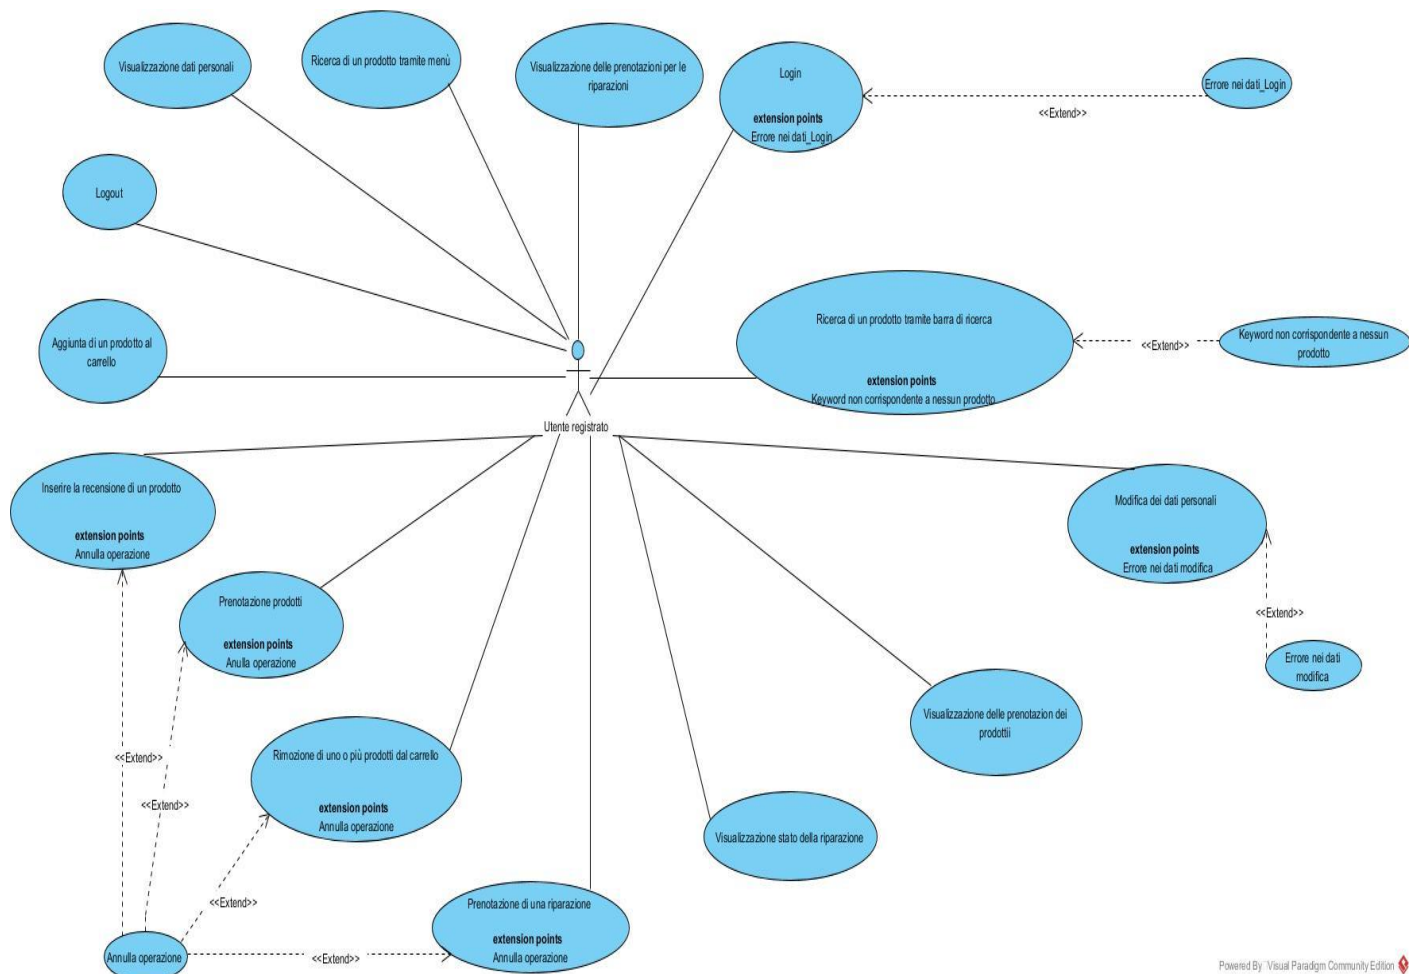 Visualizzazione dati personali
Ricerca di un prodotto tramite menù
Visualizzazione delle prenotazioni per le
riparazioni
Login
extension points
Errore nei dati_Login
<<Extend>>
Errore nei dati_Login
Logout
Aggiunta di un prodotto al
carrello
Ricerca di un prodotto tramite barra di ricerca
extension points
Keyword non corrispondente a nessun prodotto
<<Extend>>
Keyword non corrispondente a nessun
prodotto
Utente registrato
Inserire la recensione di un prodotto
extension points
Annulla operazione
Modifica dei dati personali
extension points
Errore nei dati modifica
<<Extend>>
Errore nei dati
modifica
Prenotazione prodotti
extension points
Anulla operazione
Visualizzazione delle prenotazion dei
prodottii
Rimozione di uno o più prodotti dal carrello
extension points
Annulla operazione
<<Extend>>
<<Extend>>
Visualizzazione stato della riparazione
<<Extend>>
Prenotazione di una riparazione
extension points
Annulla operazione
Annulla operazione
<<Extend>>
Powered By Visual Paradigm Community Edition